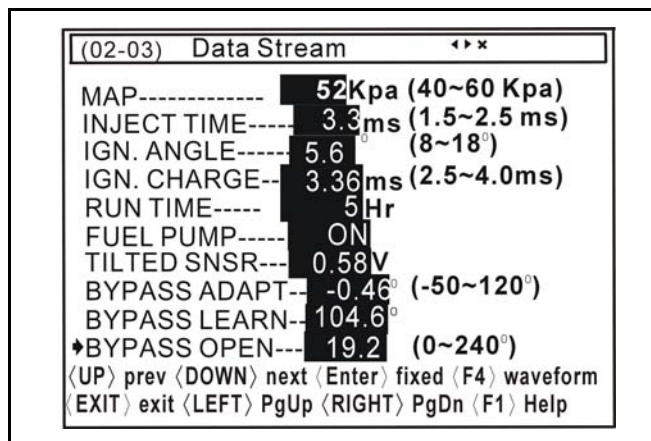 (02-03) Data Stream
MAP------------- 52Kpa (40~60 Kpa)
INJECT TIME----- 3.3ms (1.5~2.5 ms)
IGN. ANGLE------ 5.6° (8~18°)
IGN. CHARGE-- 3.36ms (2.5~4.0ms)
RUN TIME----- 5Hr
FUEL PUMP----- ON
TILTED SNSR--- 0.58V
BYPASS ADAPT-- -0.46° (-50~120°)
BYPASS LEARN-- 104.6°
BYPASS OPEN--- 19.2 (0~240°)
〈UP〉 prev 〈DOWN〉 next 〈Enter〉 fixed 〈F4〉 waveform
〈EXIT〉 exit 〈LEFT〉 PgUp 〈RIGHT〉 PgDn 〈F1〉 Help